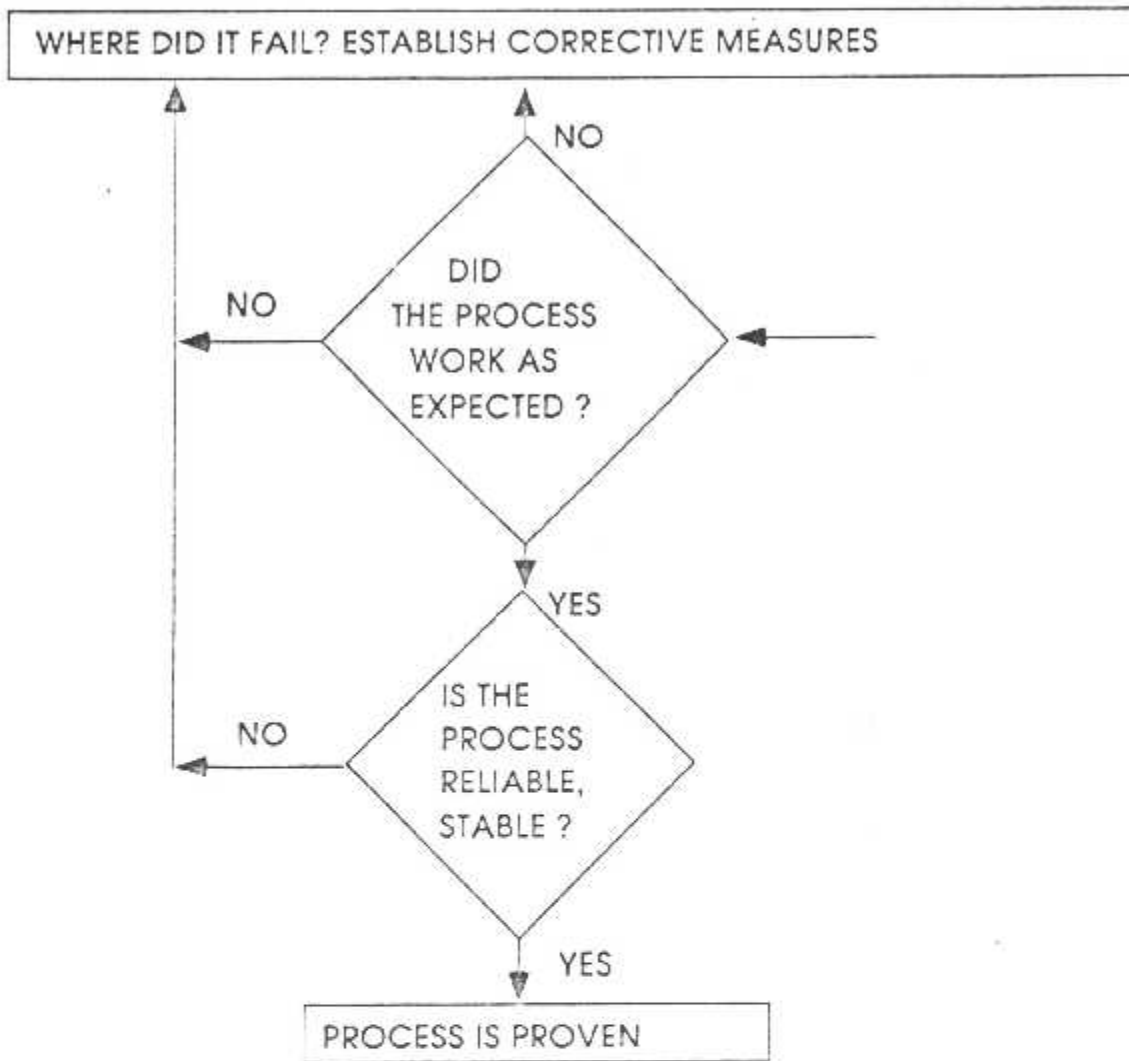 WHERE DID IT FAIL? ESTABLISH CORRECTIVE MEASURES
NO
DID
THE PROCESS
WORK AS
EXPECTED ?
NO
YES
IS THE
PROCESS
RELIABLE,
STABLE ?
NO
YES
PROCESS IS PROVEN